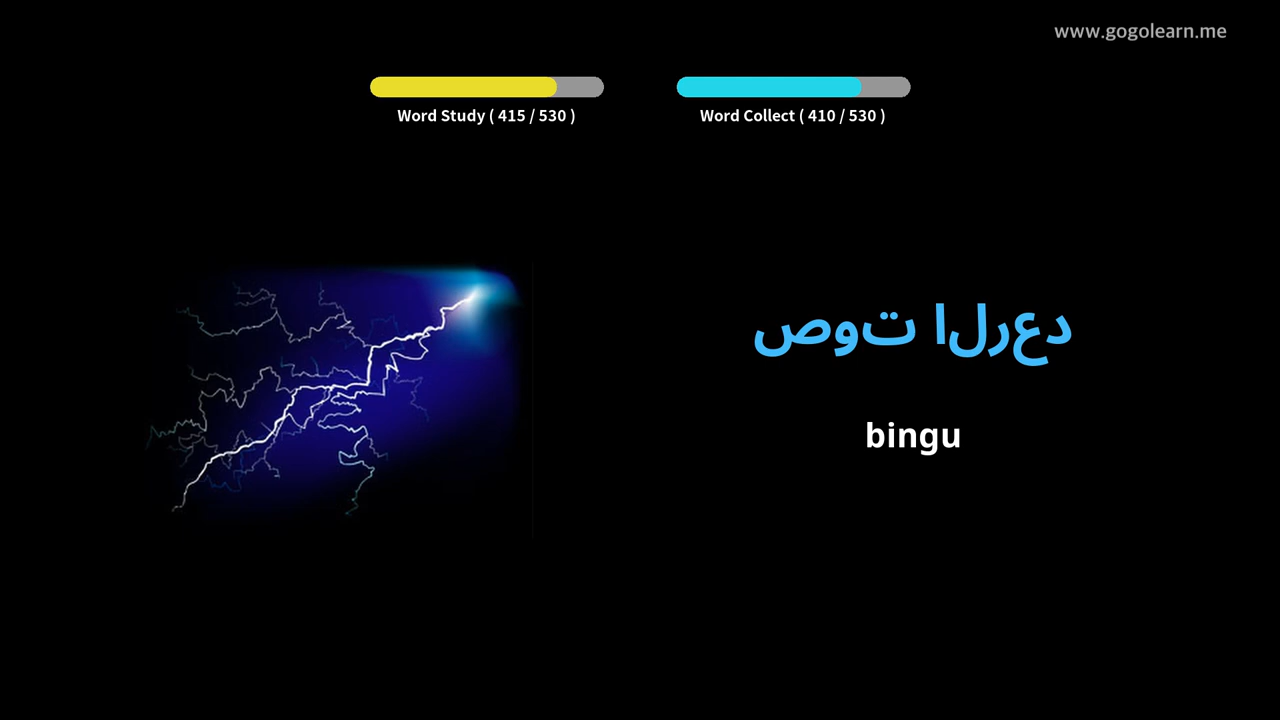 www.gogolearn.me
Word Study ( 415 / 530 )
Word Collect ( 410 / 530 )
صوت الرعد
bingu